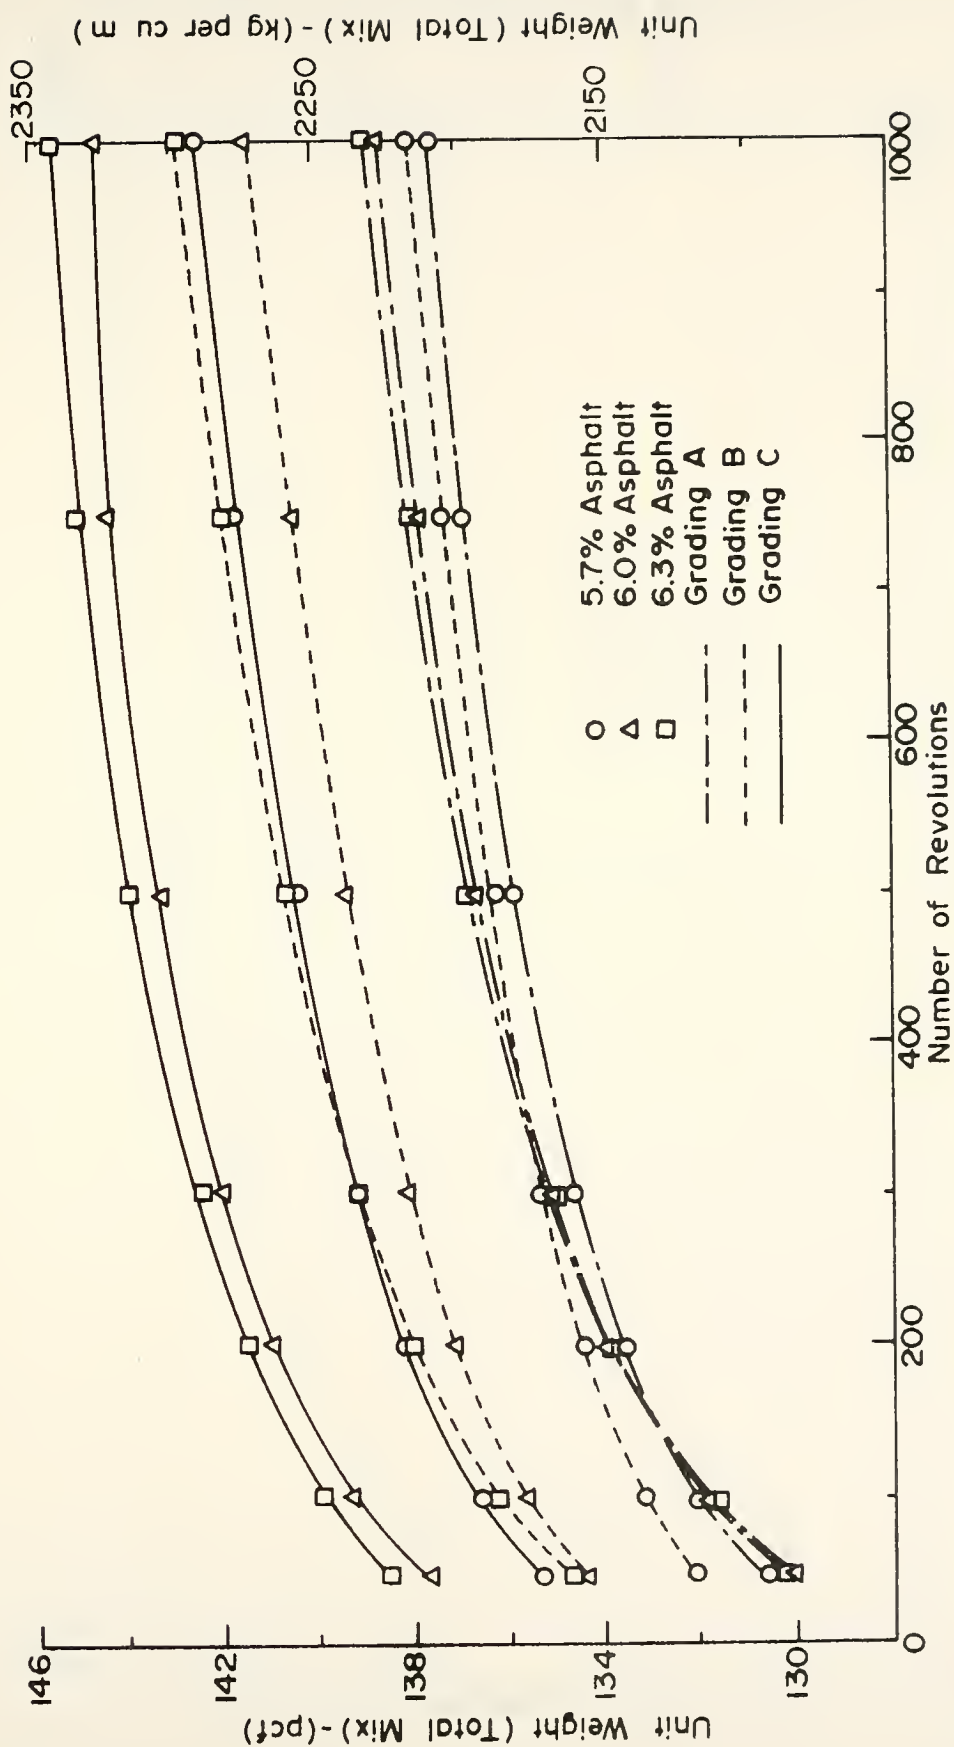 Unit Weight (Total Mix)-(pcf)
146
142
138
134
130
0
200
400
600
800
1000
Number of Revolutions
2350
2250
2150
Unit Weight (Total Mix)-(kg per cu m)
5.7% Asphalt
6.0% Asphalt
6.3% Asphalt
Grading A
Grading B
Grading C